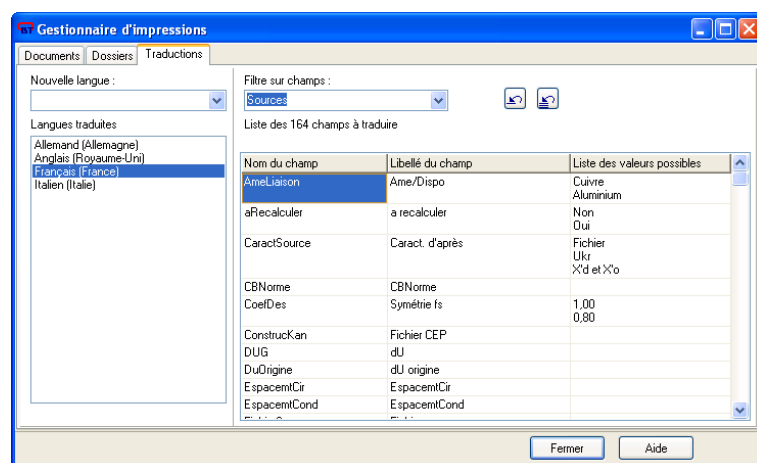 Gestionnaire d'impressions
Documents Dossiers Traductions
Nouvelle langue :
Filtre sur champs :
Sources
Langues traduites
Liste des 164 champs à traduire
Allemand (Allemagne)
Anglais (Royaume-Uni)
Français (France)
Italien (Italie)
Nom du champ Libellé du champ Liste des valeurs possibles
AmeLiaison Ame/Dispo Cuivre
Aluminium
aRecalculer a recalculer Non
Oui
CaractSource Caract. d'après Fichier
Ukr
X'd et X'o
CBNorme CBNorme
CoefDes Symétrie fs 1,00
0,80
ConstrucKan Fichier CEP
DUG dU
DuOrigine dU origine
EspacemtCir EspacemtCir
EspacemtCond EspacemtCond
Fermer Aide